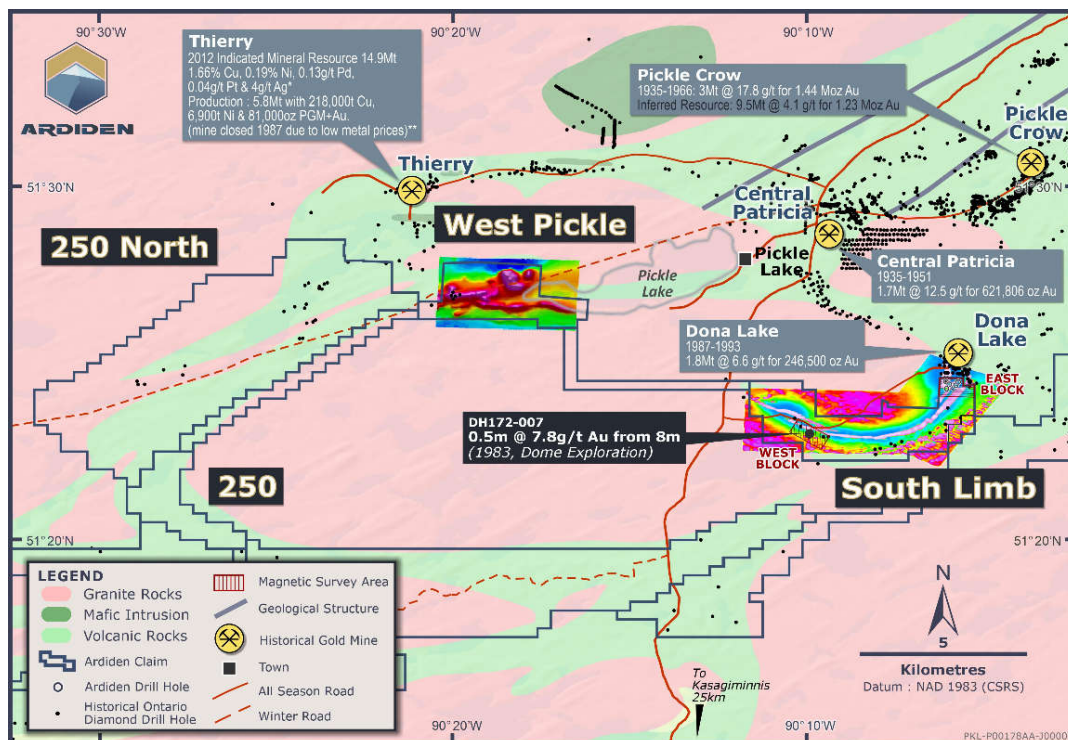 90°30'W
90°20'W
90°10'W
ARDIDEN
Thierry
2012 Indicated Mineral Resource 14.9Mt
1.66% Cu, 0.19% Ni, 0.13g/t Pd,
0.04g/t Pt & 4g/t Ag*
Production : 5.8Mt with 218,000t Cu,
6,900t Ni & 81,000oz PGM+Au.
(mine closed 1987 due to low metal prices)**
Pickle Crow
1935-1966: 3Mt @ 17.8 g/t for 1.44 Moz Au
Inferred Resource: 9.5Mt @ 4.1 g/t for 1.23 Moz Au
Pickle
Crow
51°30'N
Thierry
51°30'N
Central
Patricia
250 North
West Pickle
Pickle
Lake
Pickle
Lake
Central Patricia
1935-1951
1.7Mt @ 12.5 g/t for 621,806 oz Au
Dona Lake
1987-1993
1.8Mt @ 6.6 g/t for 246,500 oz Au
Dona
Lake
EAST
BLOCK
DH172-007
0.5m @ 7.8g/t Au from 8m
(1983, Dome Exploration)
WEST
BLOCK
250
South Limb
51°20'N
51°20'N
LEGEND
Granite Rocks
Mafic Intrusion
Volcanic Rocks
Ardiden Claim
Ardiden Drill Hole
Historical Ontario
Diamond Drill Hole
Magnetic Survey Area
Geological Structure
Historical Gold Mine
Town
All Season Road
Winter Road
N
5
Kilometres
Datum : NAD 1983 (CSRS)
To
Kasagiminnis
25km
90°20'W
90°10'W
PKL-P00178AA-J0000